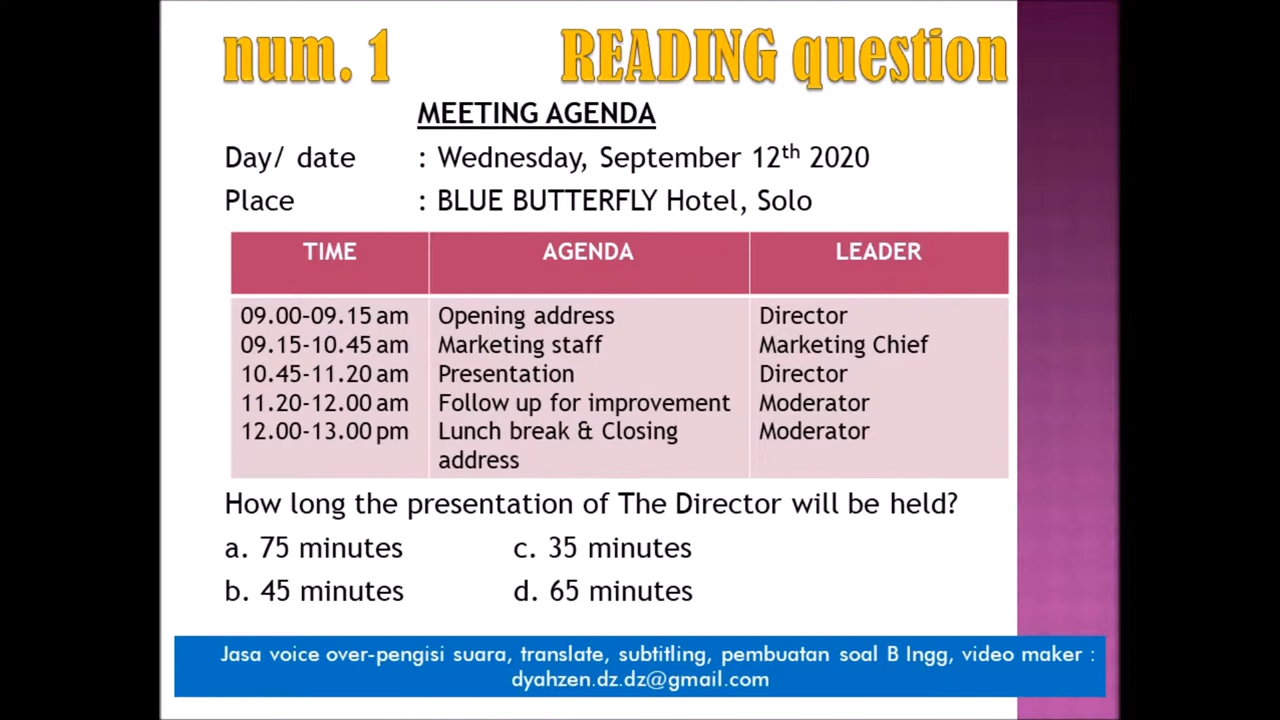 num. 1 READING question
MEETING AGENDA
Day/ date : Wednesday, September 12th 2020
Place : BLUE BUTTERFLY Hotel, Solo
TIME AGENDA LEADER
09.00-09.15 am Opening address Director
09.15-10.45 am Marketing staff Marketing Chief
10.45-11.20 am Presentation Director
11.20-12.00 am Follow up for improvement Moderator
12.00-13.00 pm Lunch break & Closing Moderator
address
How long the presentation of The Director will be held?
a. 75 minutes c. 35 minutes
b. 45 minutes d. 65 minutes
Jasa voice over-pengisi suara, translate, subtitling, pembuatan soal B Ingg, video maker :
dyahzen.dz.dz@gmail.com